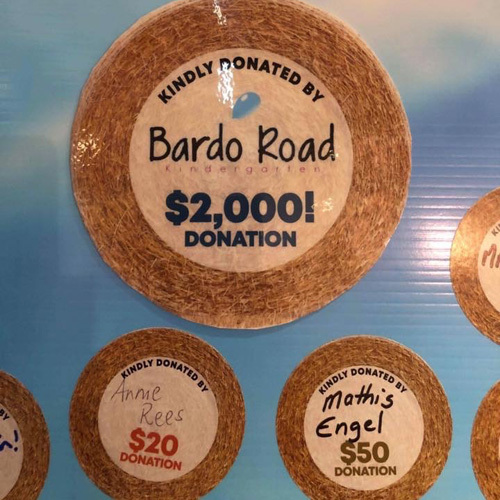 KINDLY DONATED BY
Bardo Road
Kindergarten
$2,000!
DONATION
KINDLY DONATED BY
Annie
Rees
$20
DONATION
KINDLY DONATED BY
Mathis
Engel
$50
DONATION
BY